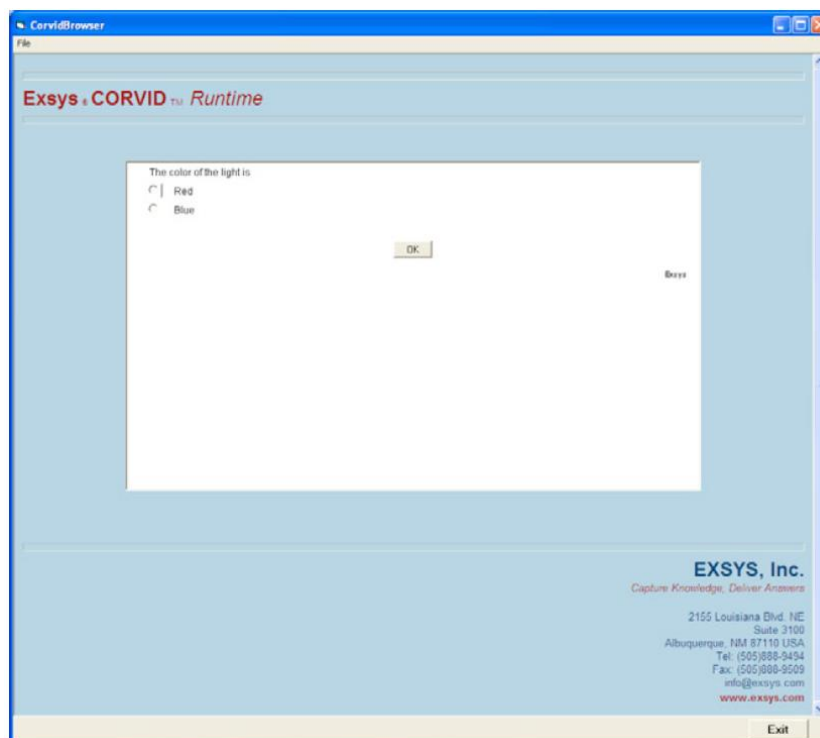 CorvidBrowser
File
Exsys ® CORVID TM Runtime
The color of the light is
Red
Blue
OK
Exsys
EXSYS, Inc.
Capture Knowledge, Deliver Answers
2155 Louisiana Blvd. NE
Suite 3100
Albuquerque, NM 87110 USA
Tel: (505)888-9494
Fax: (505)888-9509
info@exsys.com
www.exsys.com
Exit